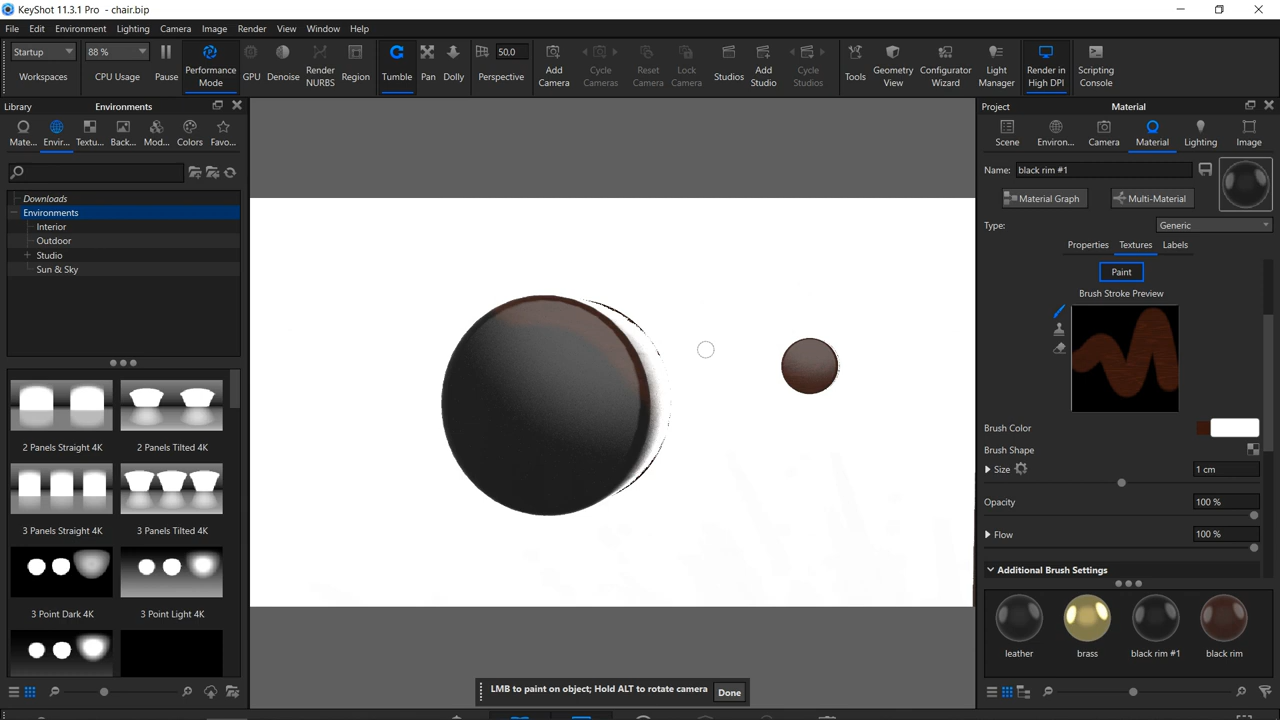 KeyShot 11.3.1 Pro - chair.bip
File Edit Environment Lighting Camera Image Render View Window Help
Startup 88 % 50.0
Workspaces CPU Usage Pause Performance Mode GPU Denoise Render NURBS Region Tumble Pan Dolly Perspective Add Camera Cycle Cameras Reset Camera Lock Camera Studios Add Studio Cycle Studios Tools Geometry View Configurator Wizard Light Manager Render in High DPI Scripting Console
Library Environments
Mate... Envir... Textu... Back... Mod... Colors Favo...
Downloads
Environments
Interior
Outdoor
Studio
Sun & Sky
2 Panels Straight 4K 2 Panels Tilted 4K
3 Panels Straight 4K 3 Panels Tilted 4K
3 Point Dark 4K 3 Point Light 4K
LMB to paint on object; Hold ALT to rotate camera Done
Project Material
Scene Environ... Camera Material Lighting Image
Name: black rim #1
Material Graph Multi-Material
Type: Generic
Properties Textures Labels
Paint
Brush Stroke Preview
Brush Color
Brush Shape
Size 1 cm
Opacity 100 %
Flow 100 %
Additional Brush Settings
leather brass black rim #1 black rim